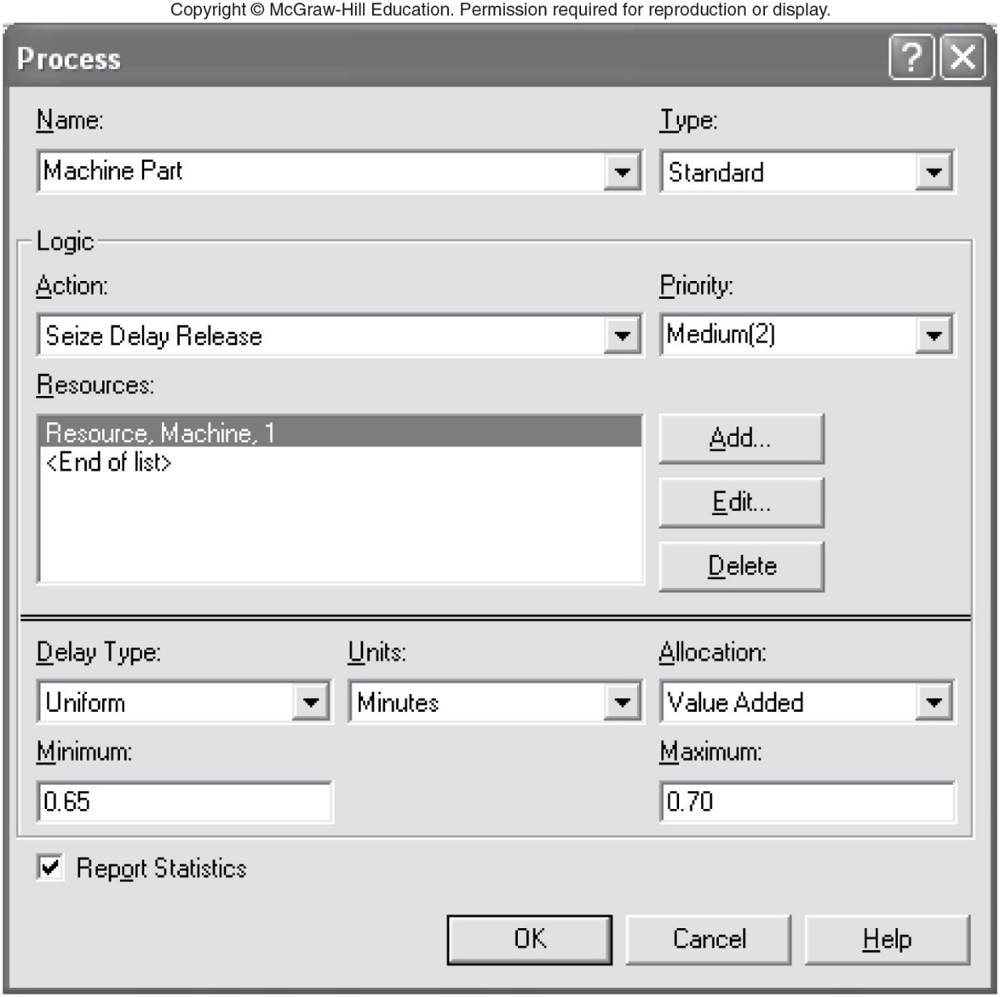 Copyright © McGraw-Hill Education. Permission required for reproduction or display.
Process
Name: Type:
Machine Part Standard
Logic
Action: Priority:
Seize Delay Release Medium(2)
Resources:
Resource, Machine, 1
Add...
<End of list>
Edit...
Delete
Delay Type: Units: Allocation:
Uniform Minutes Value Added
Minimum: Maximum:
0.65 0.70
Report Statistics
OK Cancel Help